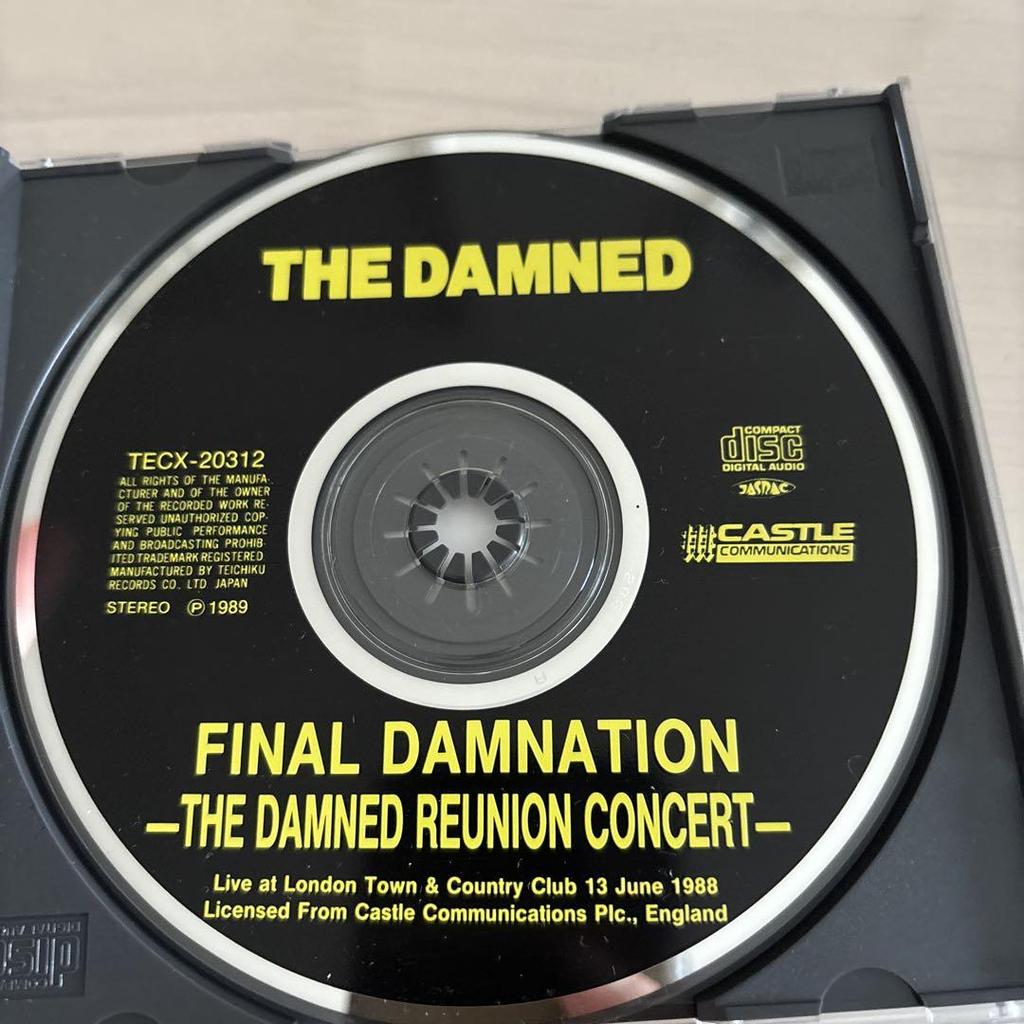 THE DAMNED
TECX-20312
ALL RIGHTS OF THE MANUFA-
CTURER AND OF THE OWNER
OF THE RECORDED WORK RE-
SERVED UNAUTHORIZED COP-
YING PUBLIC PERFORMANCE
AND BROADCASTING PROHIB-
ITED TRADEMARK REGISTERED
MANUFACTURED BY TEICHIKU
RECORDS CO. LTD JAPAN
STEREO Ⓟ 1989
COMPACT
disc
DIGITAL AUDIO
JASRAC
CASTLE
COMMUNICATIONS
FINAL DAMNATION
—THE DAMNED REUNION CONCERT—
Live at London Town & Country Club 13 June 1988
Licensed From Castle Communications Plc., England